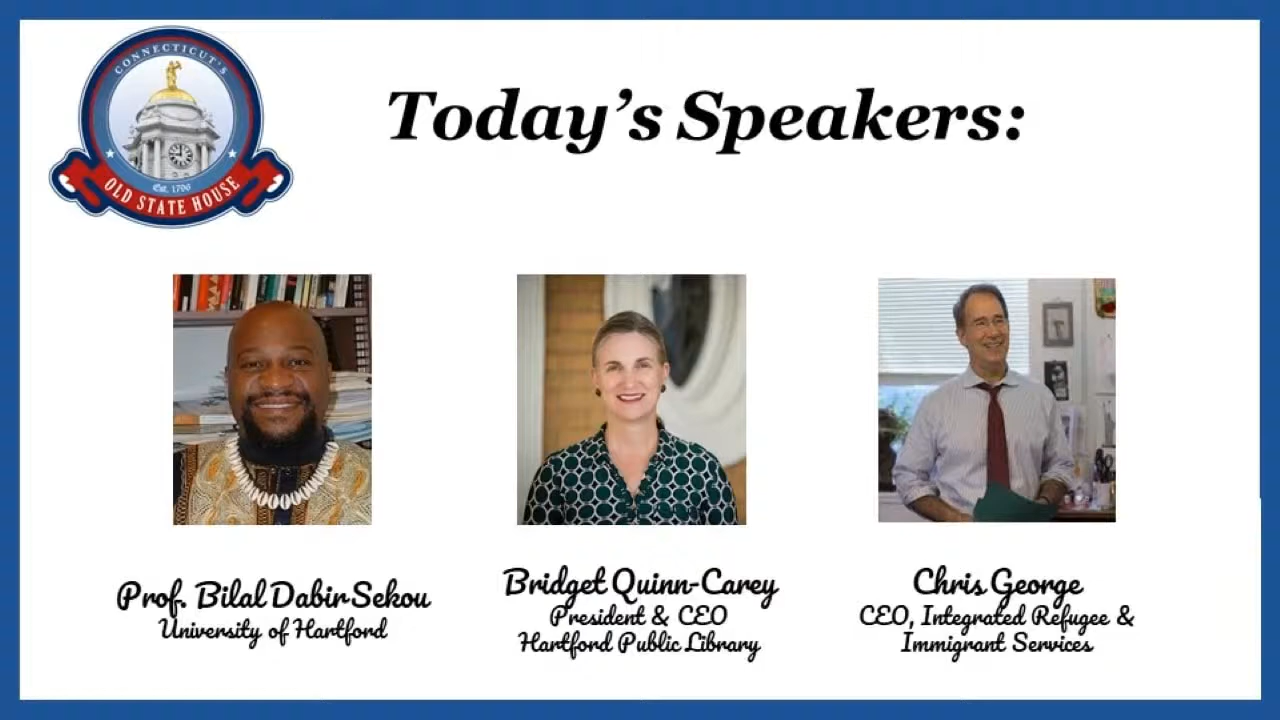 CONNECTICUT'S
Est. 1796
OLD STATE HOUSE
Today's Speakers:
Prof. Bilal Dabir Sekou
University of Hartford
Bridget Quinn-Carey
President & CEO
Hartford Public Library
Chris George
CEO, Integrated Refugee &
Immigrant Services